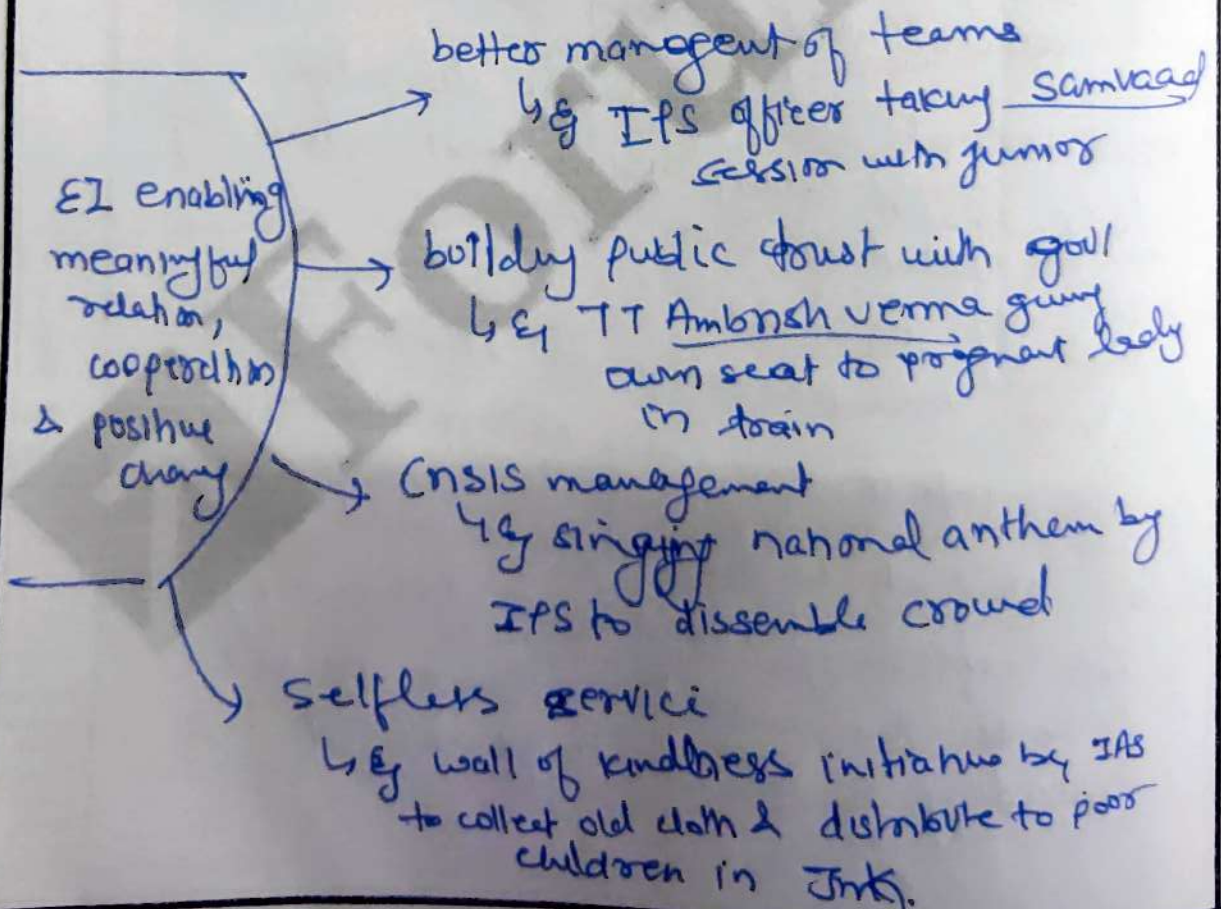 EI enabling
meaningful
relation,
cooperation
& positive
change
better managent of teams
↳ eg IPS officer taking Samvaad
session with junior
building public trust with govt
↳ eg TT Ambrish Verma giving
own seat to pregnant lady
in train
Crisis management
↳ eg singing national anthem by
IPS to dissemble crowd
Selfless service
↳ eg wall of kindness initiative by IAS
to collect old cloth & distribute to poor
children in JnK.
Foru